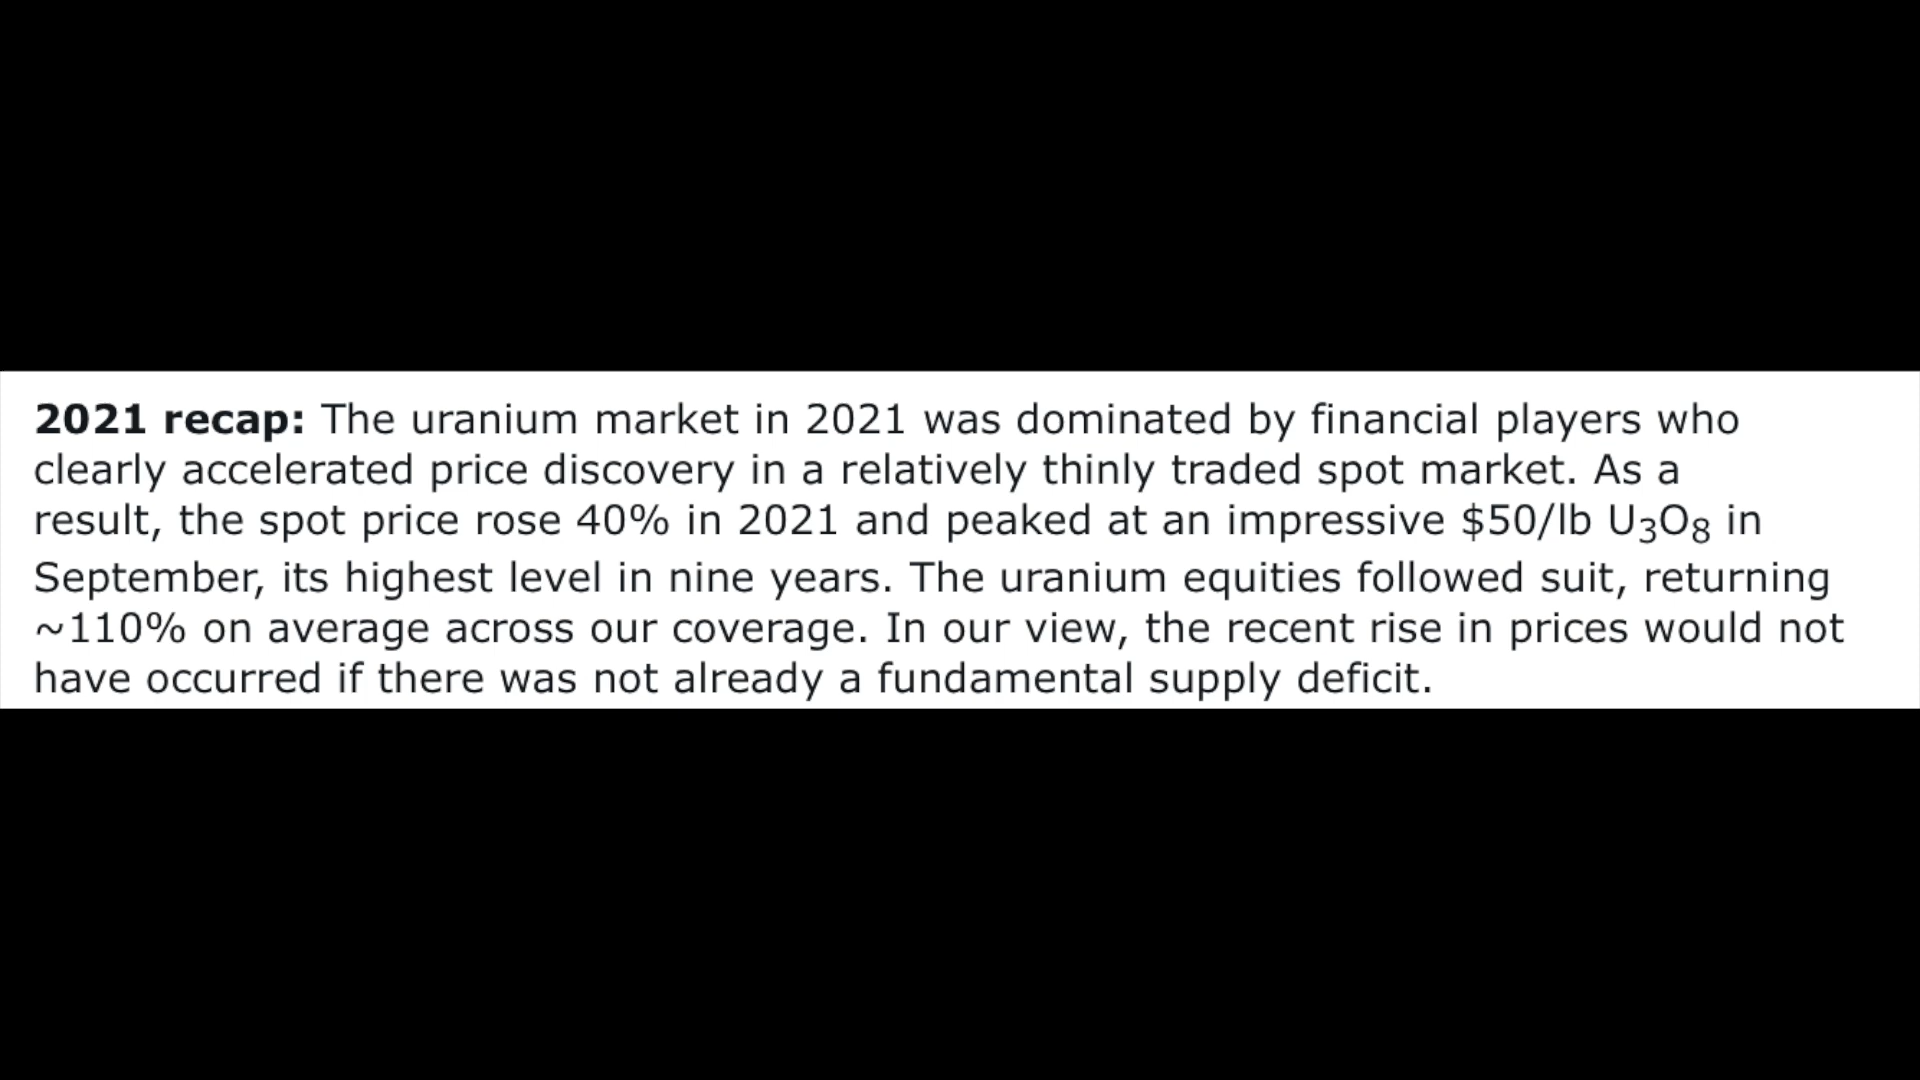 2021 recap: The uranium market in 2021 was dominated by financial players who
clearly accelerated price discovery in a relatively thinly traded spot market. As a
result, the spot price rose 40% in 2021 and peaked at an impressive $50/lb U₃O₈ in
September, its highest level in nine years. The uranium equities followed suit, returning
~110% on average across our coverage. In our view, the recent rise in prices would not
have occurred if there was not already a fundamental supply deficit.